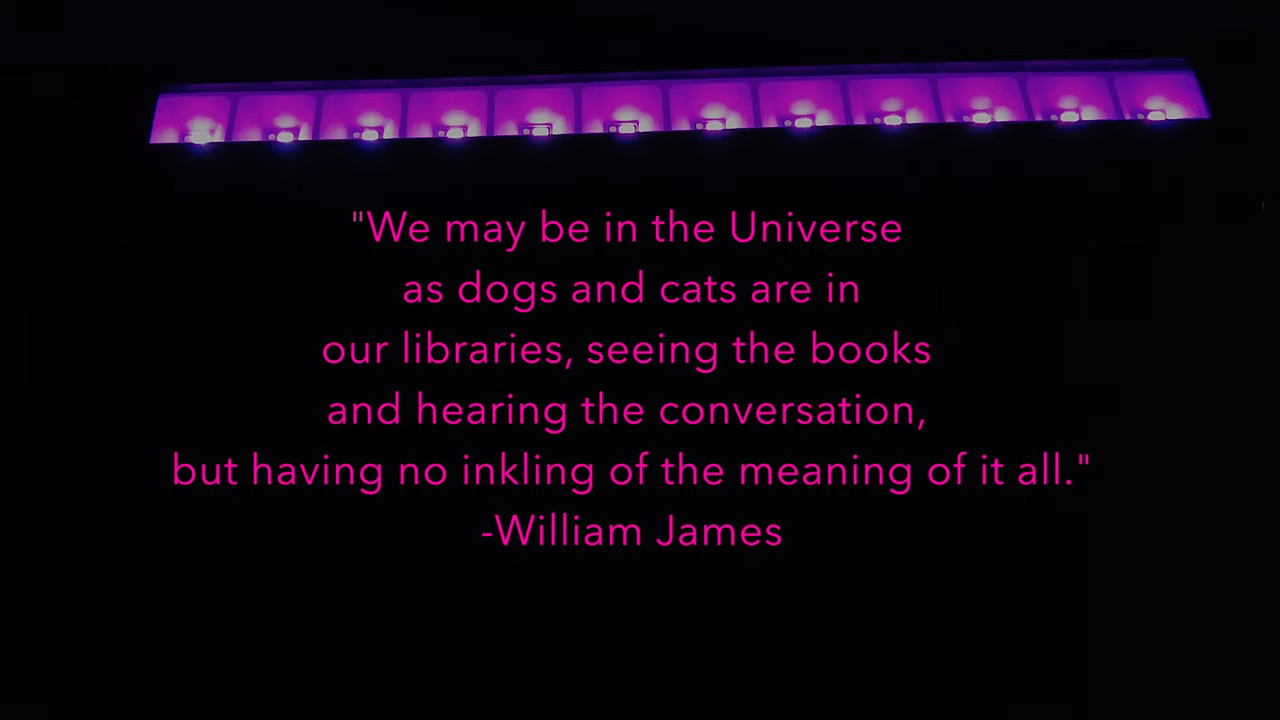 "We may be in the Universe
as dogs and cats are in
our libraries, seeing the books
and hearing the conversation,
but having no inkling of the meaning of it all."
-William James